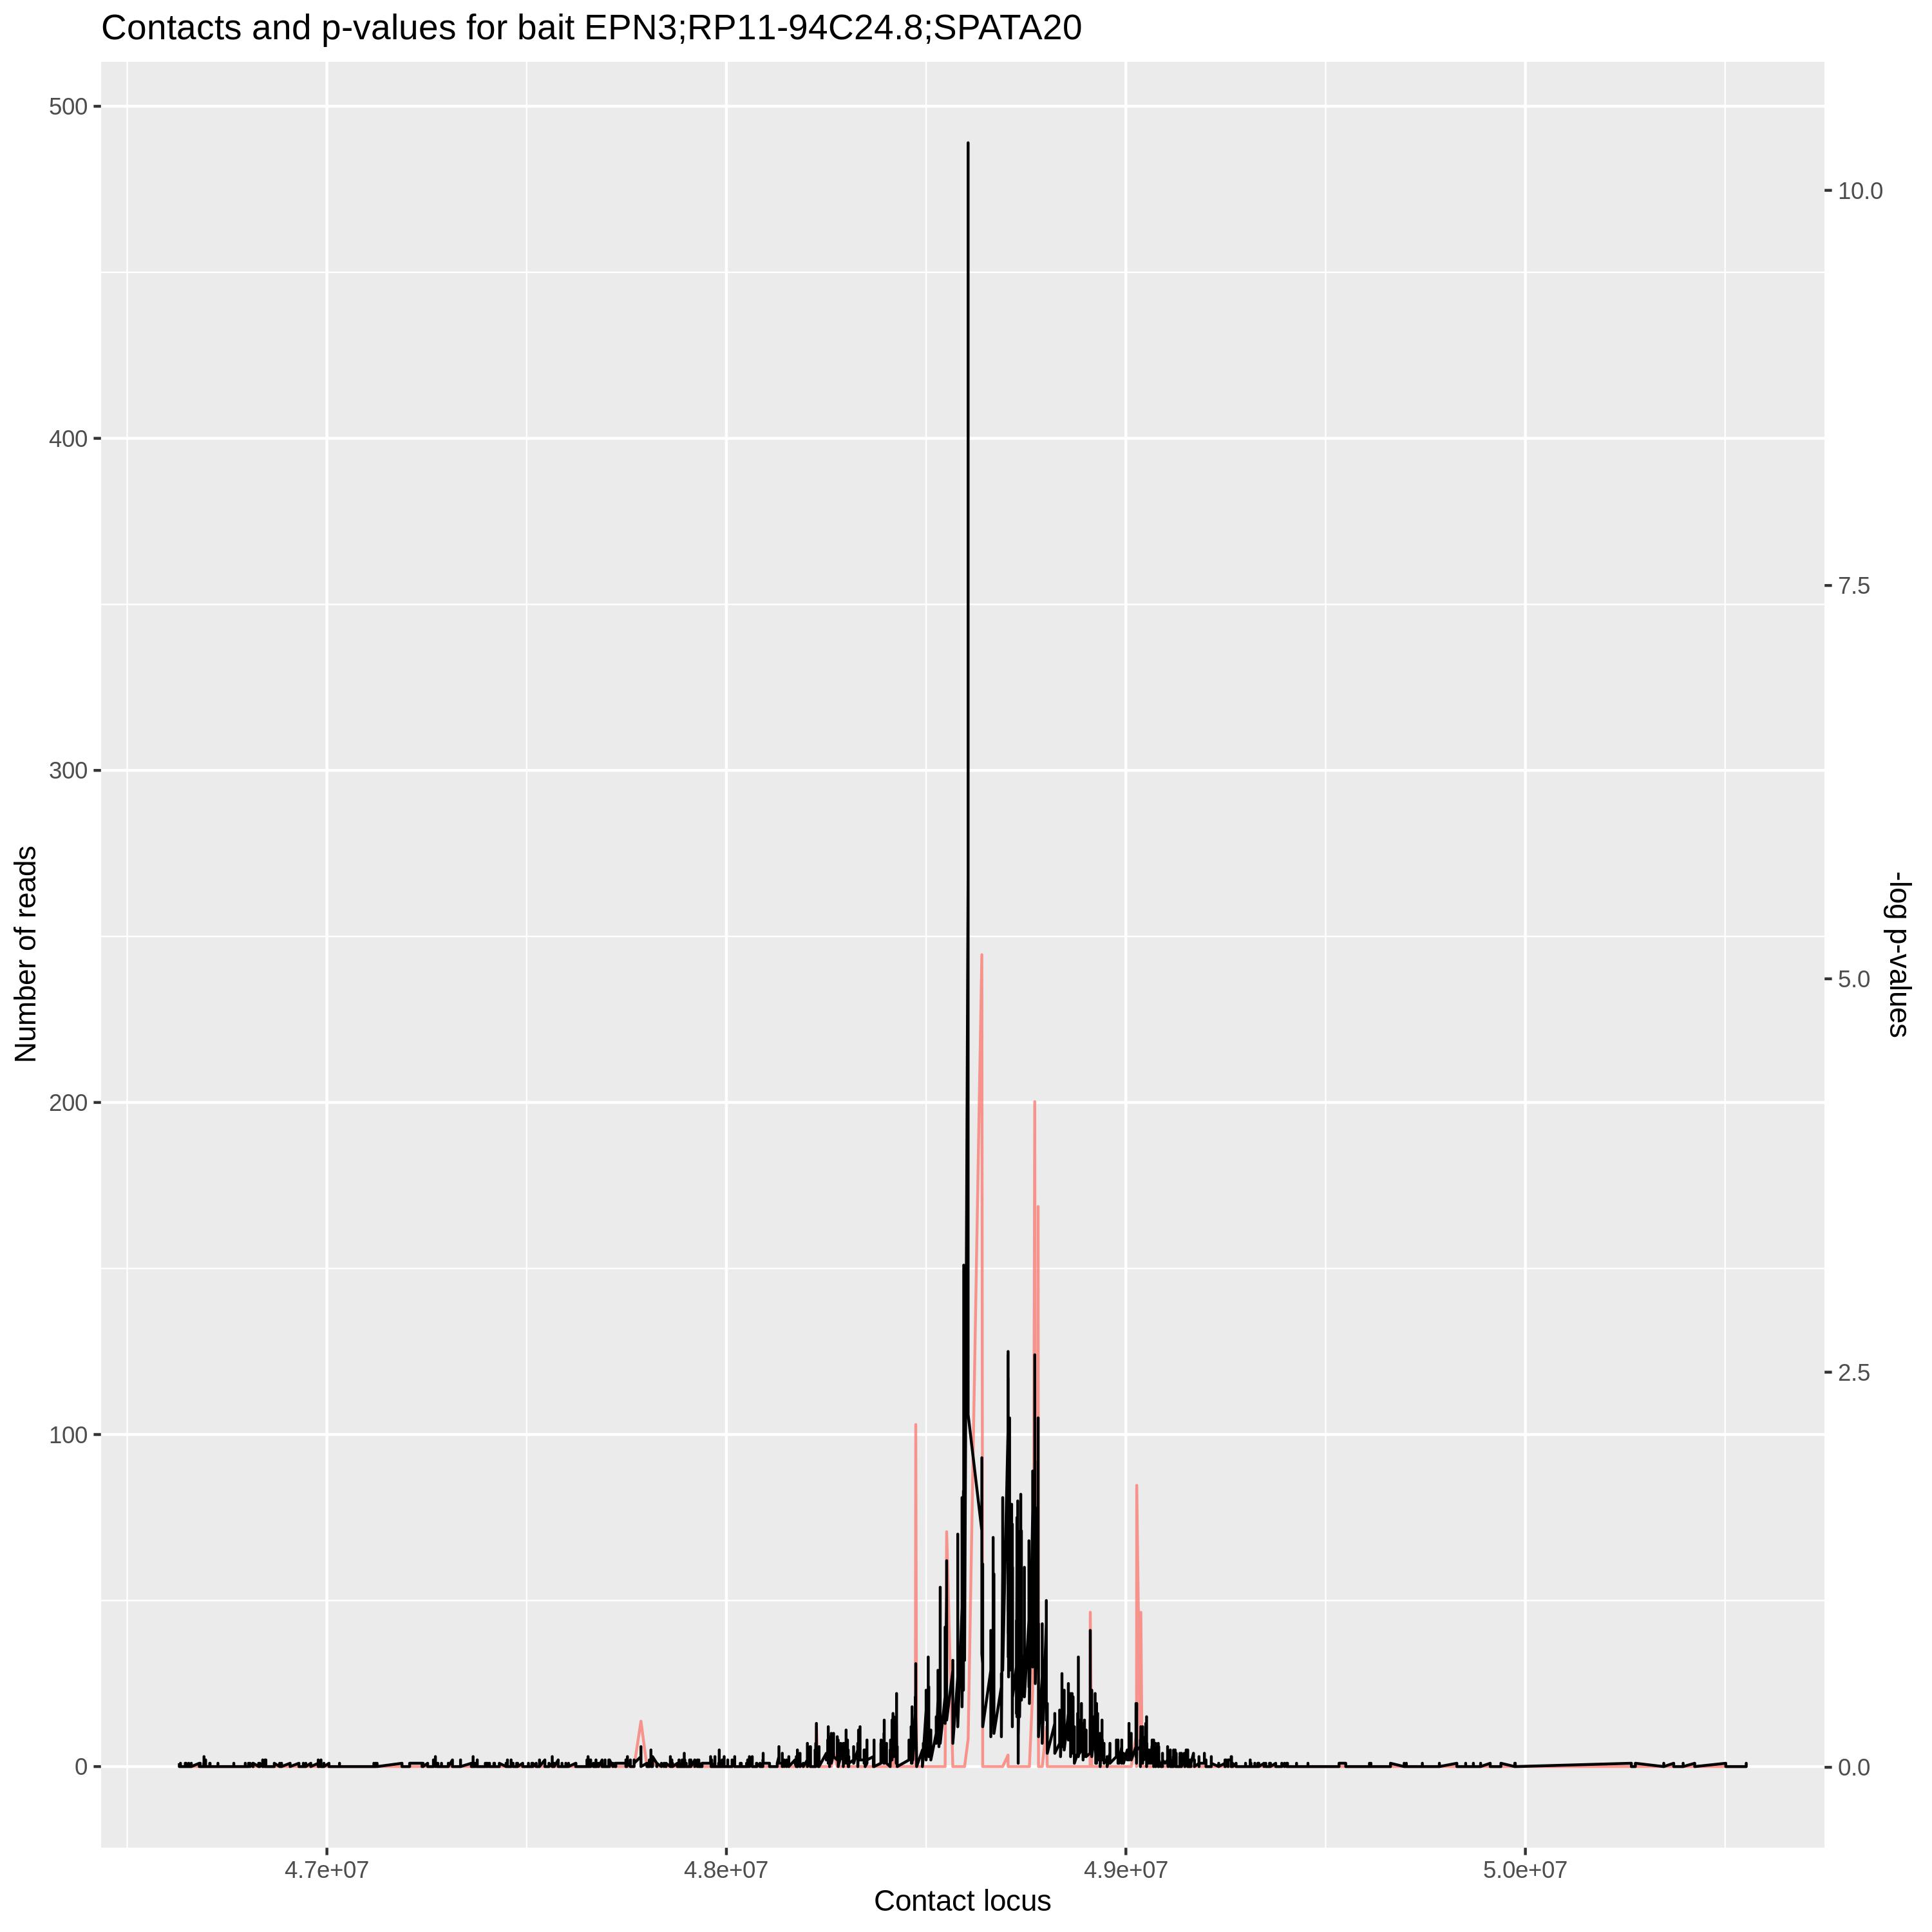 Contacts and p-values for bait EPN3;RP11-94C24.8;SPATA20
500
400
300
200
100
0
Number of reads
10.0
7.5
5.0
2.5
0.0
-log p-values
4.7e+07
4.8e+07
4.9e+07
5.0e+07
Contact locus